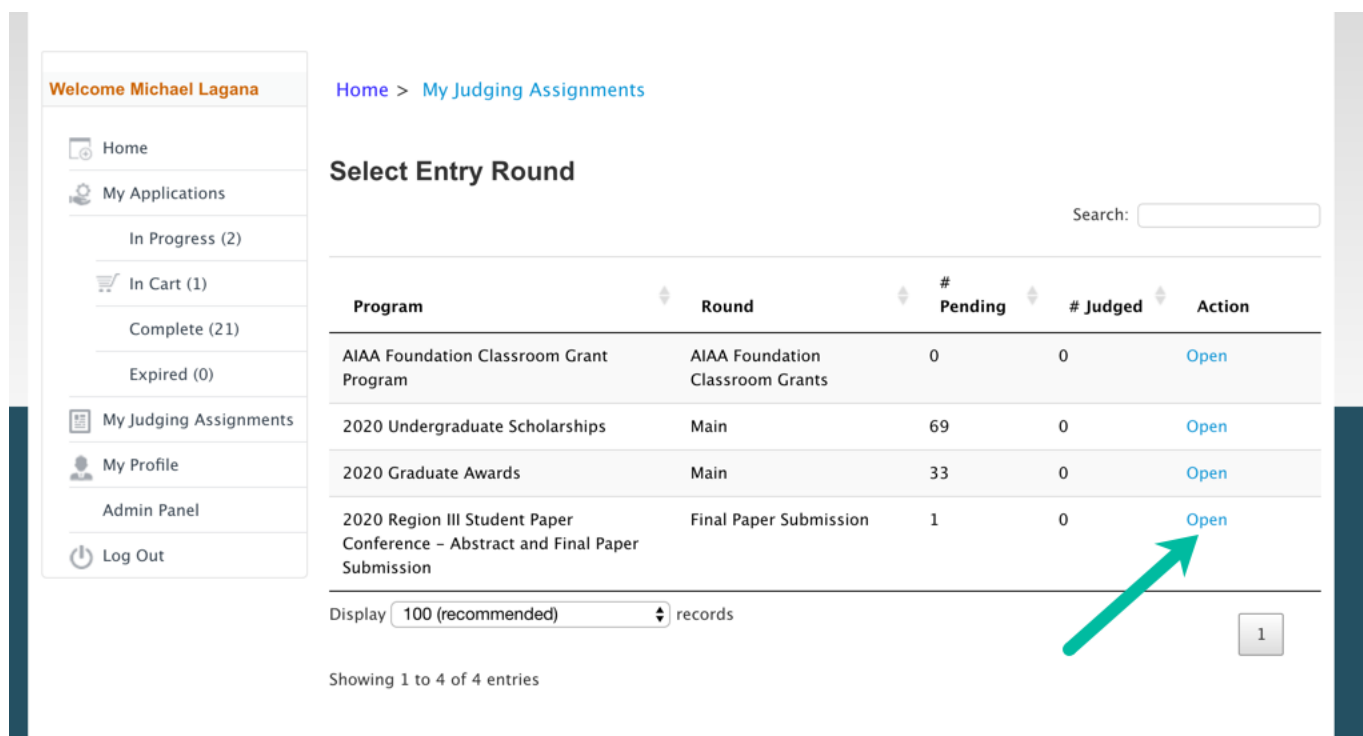 Welcome Michael Lagana
Home
My Applications
In Progress (2)
In Cart (1)
Complete (21)
Expired (0)
My Judging Assignments
My Profile
Admin Panel
Log Out
Home > My Judging Assignments
Select Entry Round
Search:
Program Round # Pending # Judged Action
AIAA Foundation Classroom Grant AIAA Foundation 0 0 Open
Program Classroom Grants
2020 Undergraduate Scholarships Main 69 0 Open
2020 Graduate Awards Main 33 0 Open
2020 Region III Student Paper Final Paper Submission 1 0 Open
Conference – Abstract and Final Paper
Submission
Display 100 (recommended) records
1
Showing 1 to 4 of 4 entries